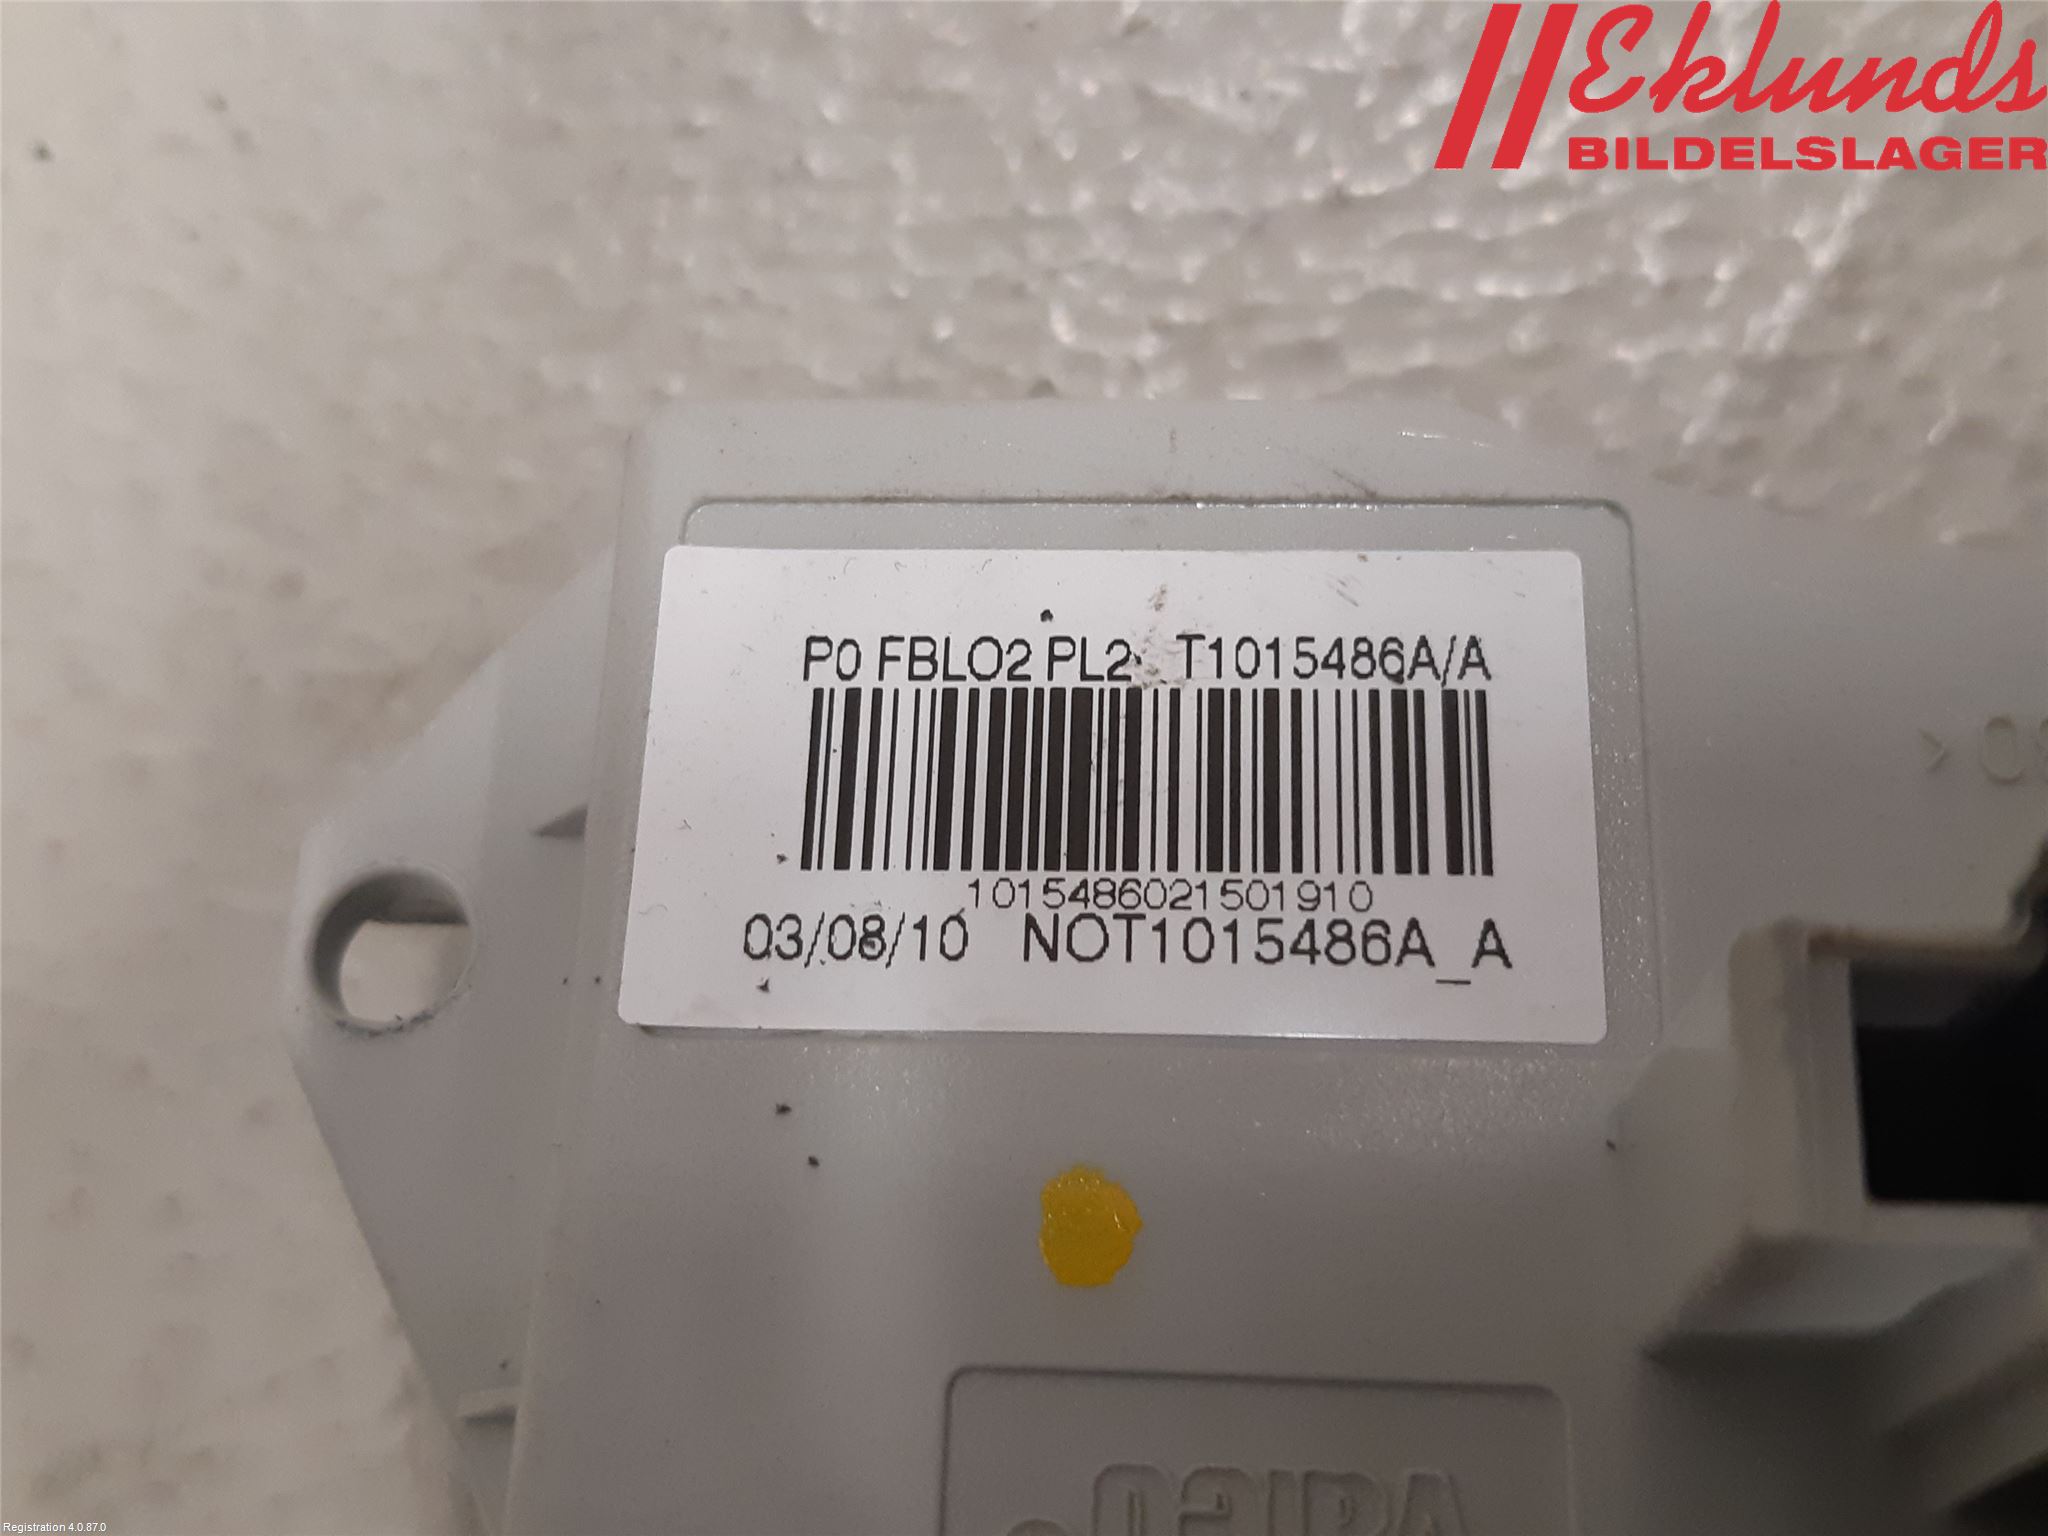 Eklunds
BILDELSLAGER
P0 FBLO2 PL2 T1015486A/A
1015486021501910
03/08/10 NOT1015486A_A
Registration 4.0.87.0